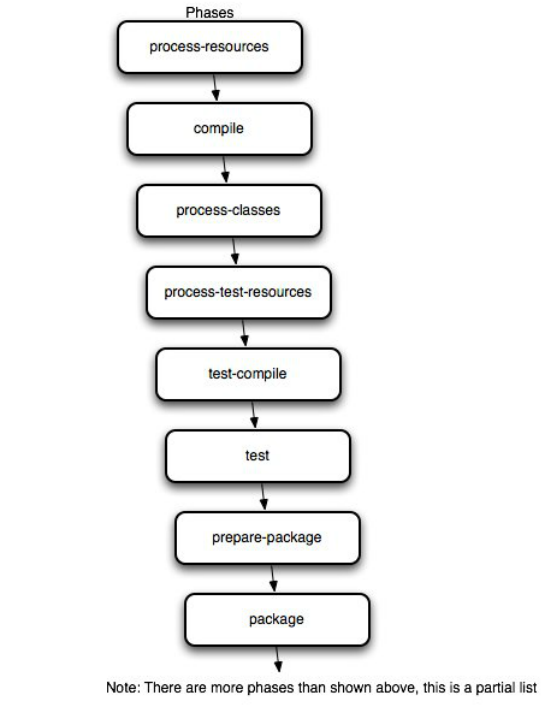 Phases
process-resources
compile
process-classes
process-test-resources
test-compile
test
prepare-package
package
Note: There are more phases than shown above, this is a partial list